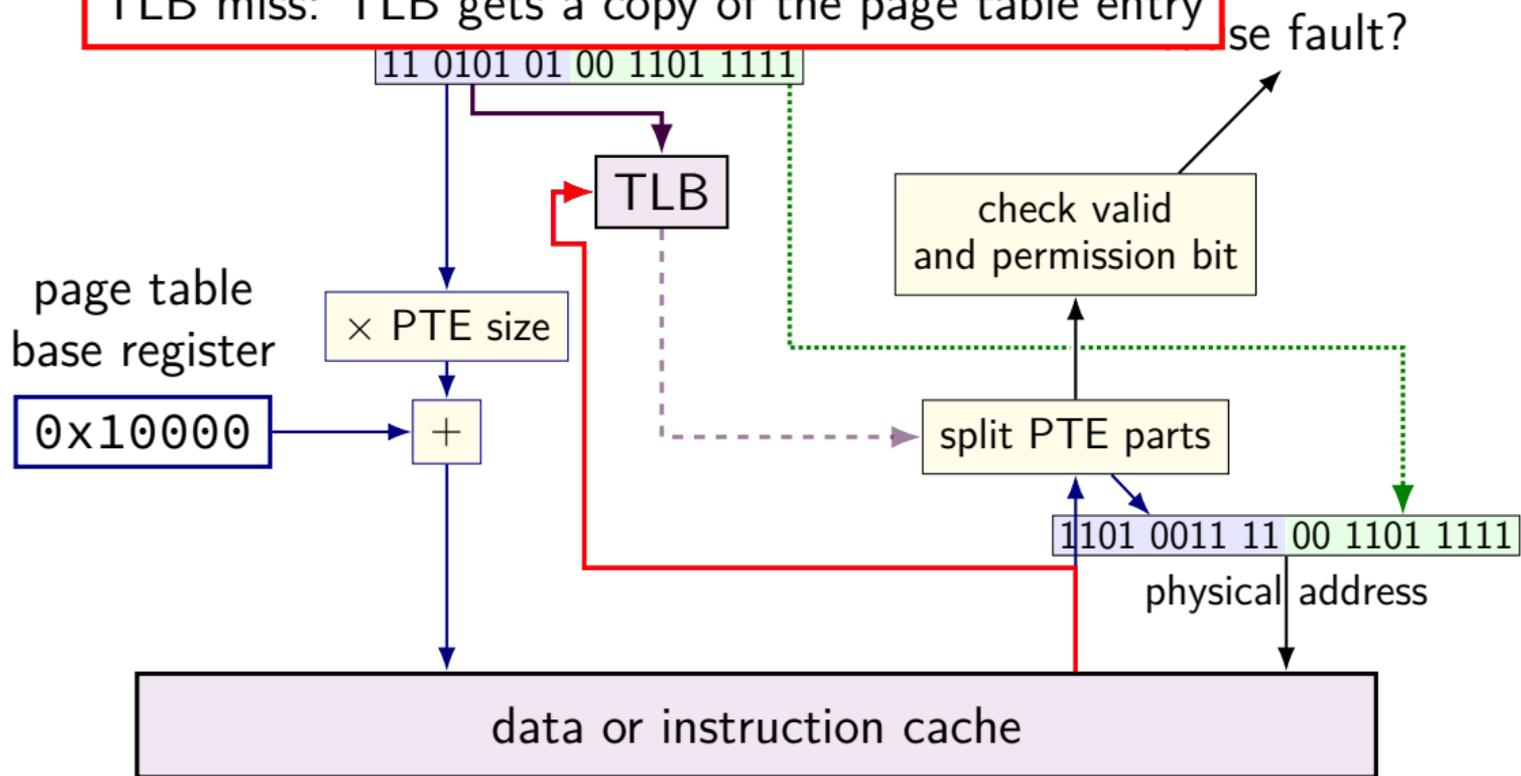 TLB miss: TLB gets a copy of the page table entry
se fault?
11 0101 01 00 1101 1111
TLB
check valid
and permission bit
page table
base register
× PTE size
0x10000
+
split PTE parts
1101 0011 11 00 1101 1111
physical address
data or instruction cache